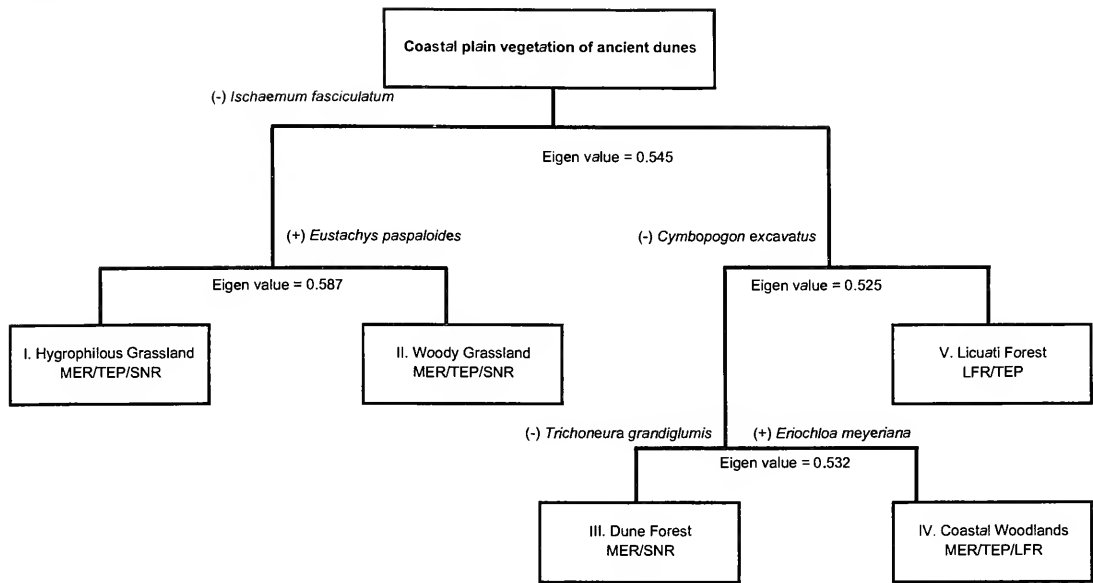 Coastal plain vegetation of ancient dunes
(-) Ischaemum fasciculatum
Eigen value = 0.545
(+) Eustachys paspaloides
(-) Cymbopogon excavatus
Eigen value = 0.587
Eigen value = 0.525
I. Hygrophilous Grassland
MER/TEP/SNR
II. Woody Grassland
MER/TEP/SNR
V. Licuati Forest
LFR/TEP
(-) Trichoneura grandiglumis
(+) Eriochloa meyeriana
Eigen value = 0.532
III. Dune Forest
MER/SNR
IV. Coastal Woodlands
MER/TEP/LFR